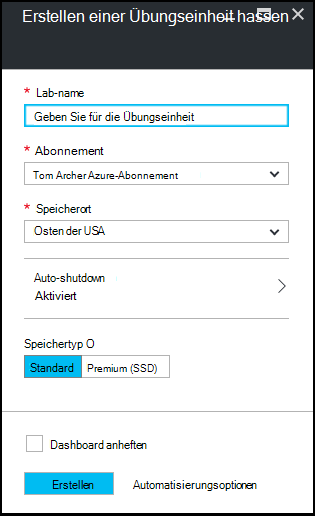 Erstellen einer Übungseinheit hassen
* Lab-name
Geben Sie für die Übungseinheit
* Abonnement
Tom Archer Azure-Abonnement
* Speicherort
Osten der USA
Auto-shutdown
Aktiviert
Speichertyp O
Standard Premium (SSD)
Dashboard anheften
Erstellen Automatisierungsoptionen